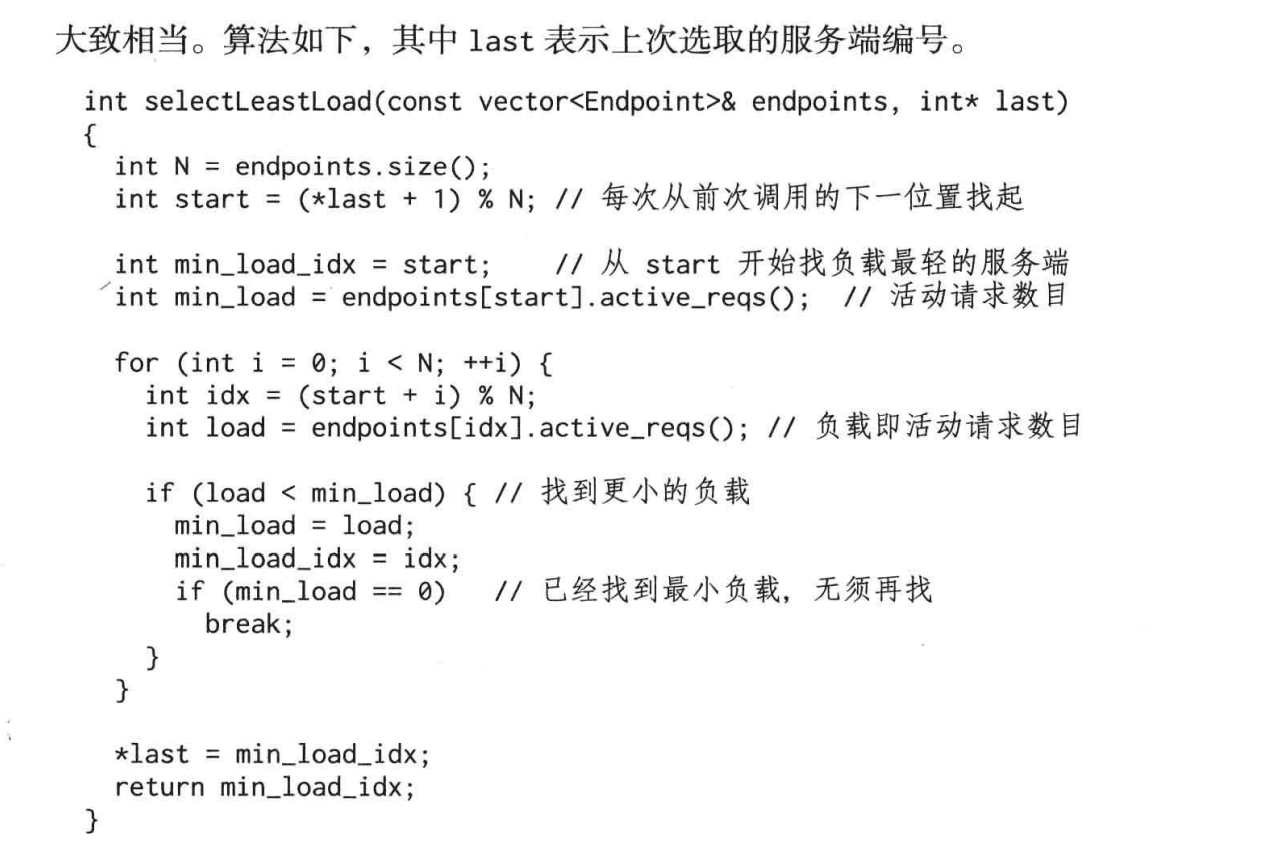 大致相当。算法如下，其中 last 表示上次选取的服务端编号。
int selectLeastLoad(const vector<Endpoint>& endpoints, int* last)
{
  int N = endpoints.size();
  int start = (*last + 1) % N; // 每次从前次调用的下一位置找起
  int min_load_idx = start;    // 从 start 开始找负载最轻的服务端
  int min_load = endpoints[start].active_reqs();  // 活动请求数目
  for (int i = 0; i < N; ++i) {
    int idx = (start + i) % N;
    int load = endpoints[idx].active_reqs(); // 负载即活动请求数目
    if (load < min_load) { // 找到更小的负载
      min_load = load;
      min_load_idx = idx;
      if (min_load == 0)   // 已经找到最小负载，无须再找
        break;
    }
  }
  *last = min_load_idx;
  return min_load_idx;
}